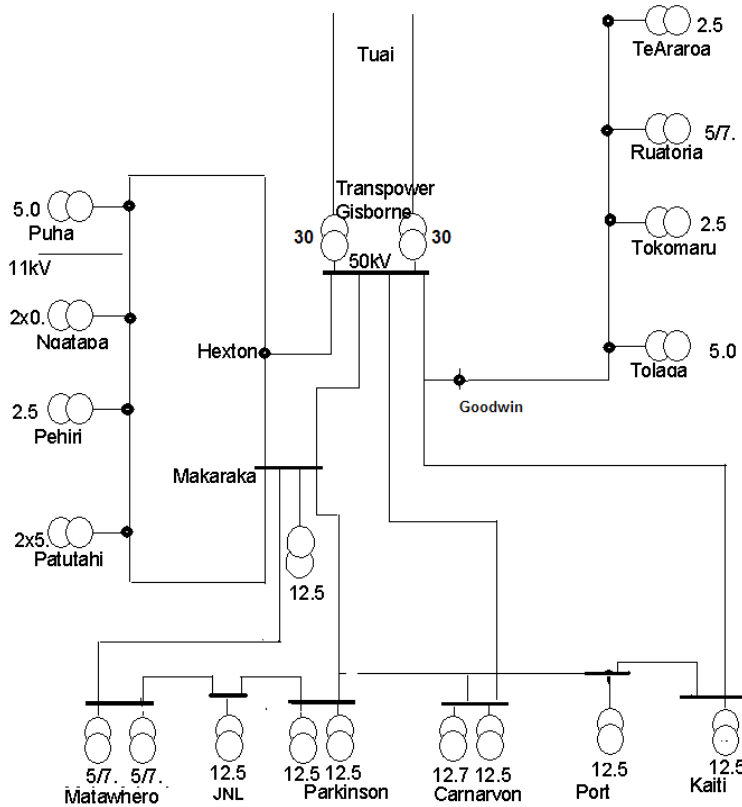 Tuai
2.5
TeAraroa
5/7.
Ruatoria
Transpower
Gisborne
5.0
Puha
30
30
2.5
Tokomaru
50kV
11kV
2x0.
Ngatapa
Hexton
5.0
Tolaga
Goodwin
2.5
Pehiri
Makaraka
2x5.
Patutahi
12.5
5/7.
5/7.
Matawhero
12.5
JNL
12.5
12.5
Parkinson
12.7
12.5
Carnarvon
12.5
Port
12.5
Kaiti